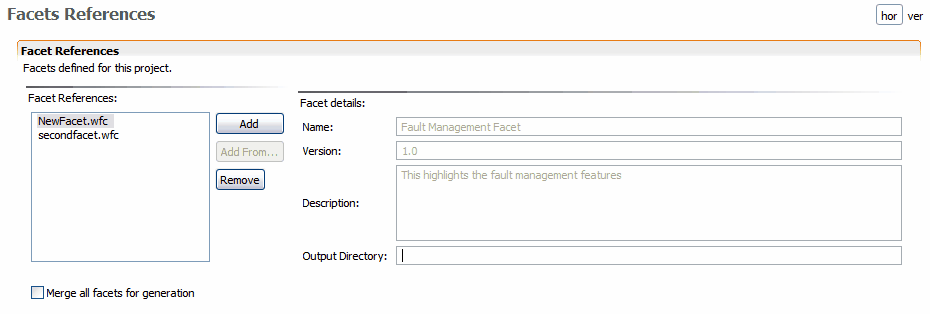 Facets References
hor ver
Facet References
Facets defined for this project.
Facet References:
NewFacet.wfc
secondfacet.wfc
Add
Add From...
Remove
Facet details:
Name: Fault Management Facet
Version: 1.0
Description: This highlights the fault management features
Output Directory:
Merge all facets for generation